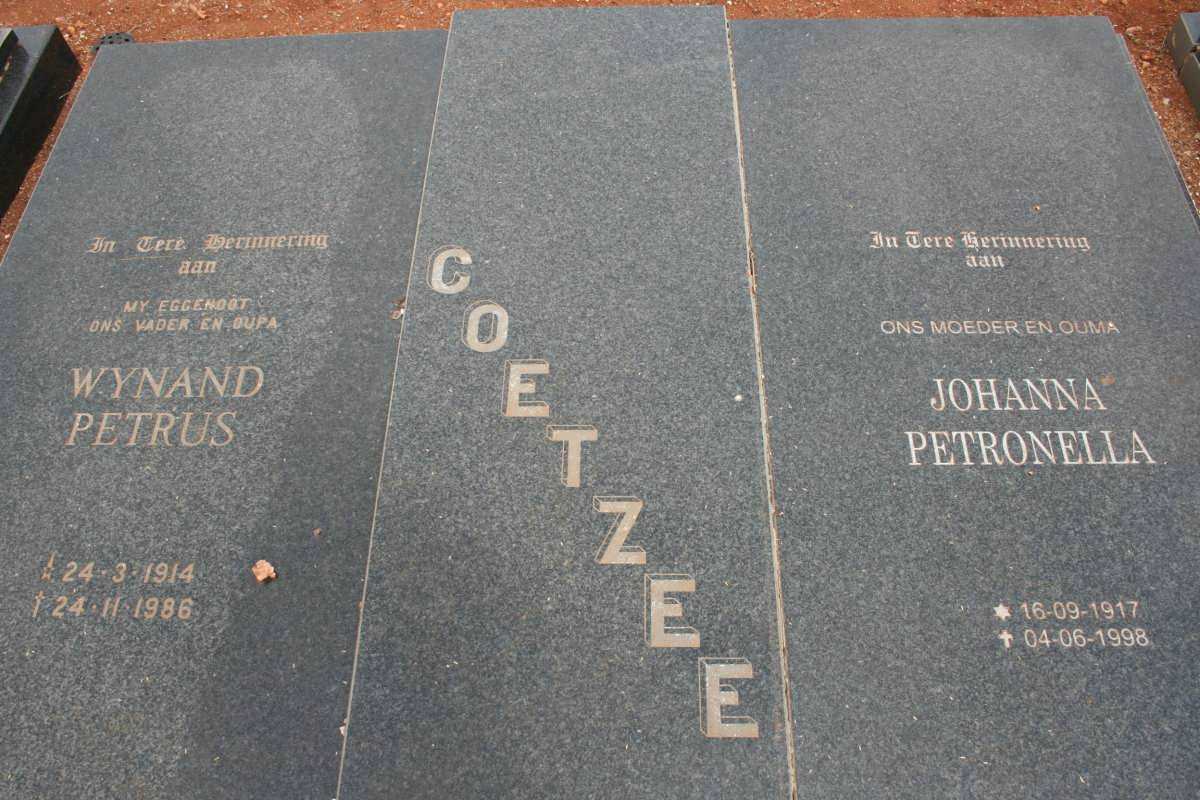 In Tere Herinnering
aan
MY EGGENOOT
ONS VADER EN OUPA
WYNAND
PETRUS
24·3·1914
† 24·11·1986
COETZEE
In Tere Herinnering
aan
ONS MOEDER EN OUMA
JOHANNA
PETRONELLA
✶ 16-09-1917
✝ 04-06-1998